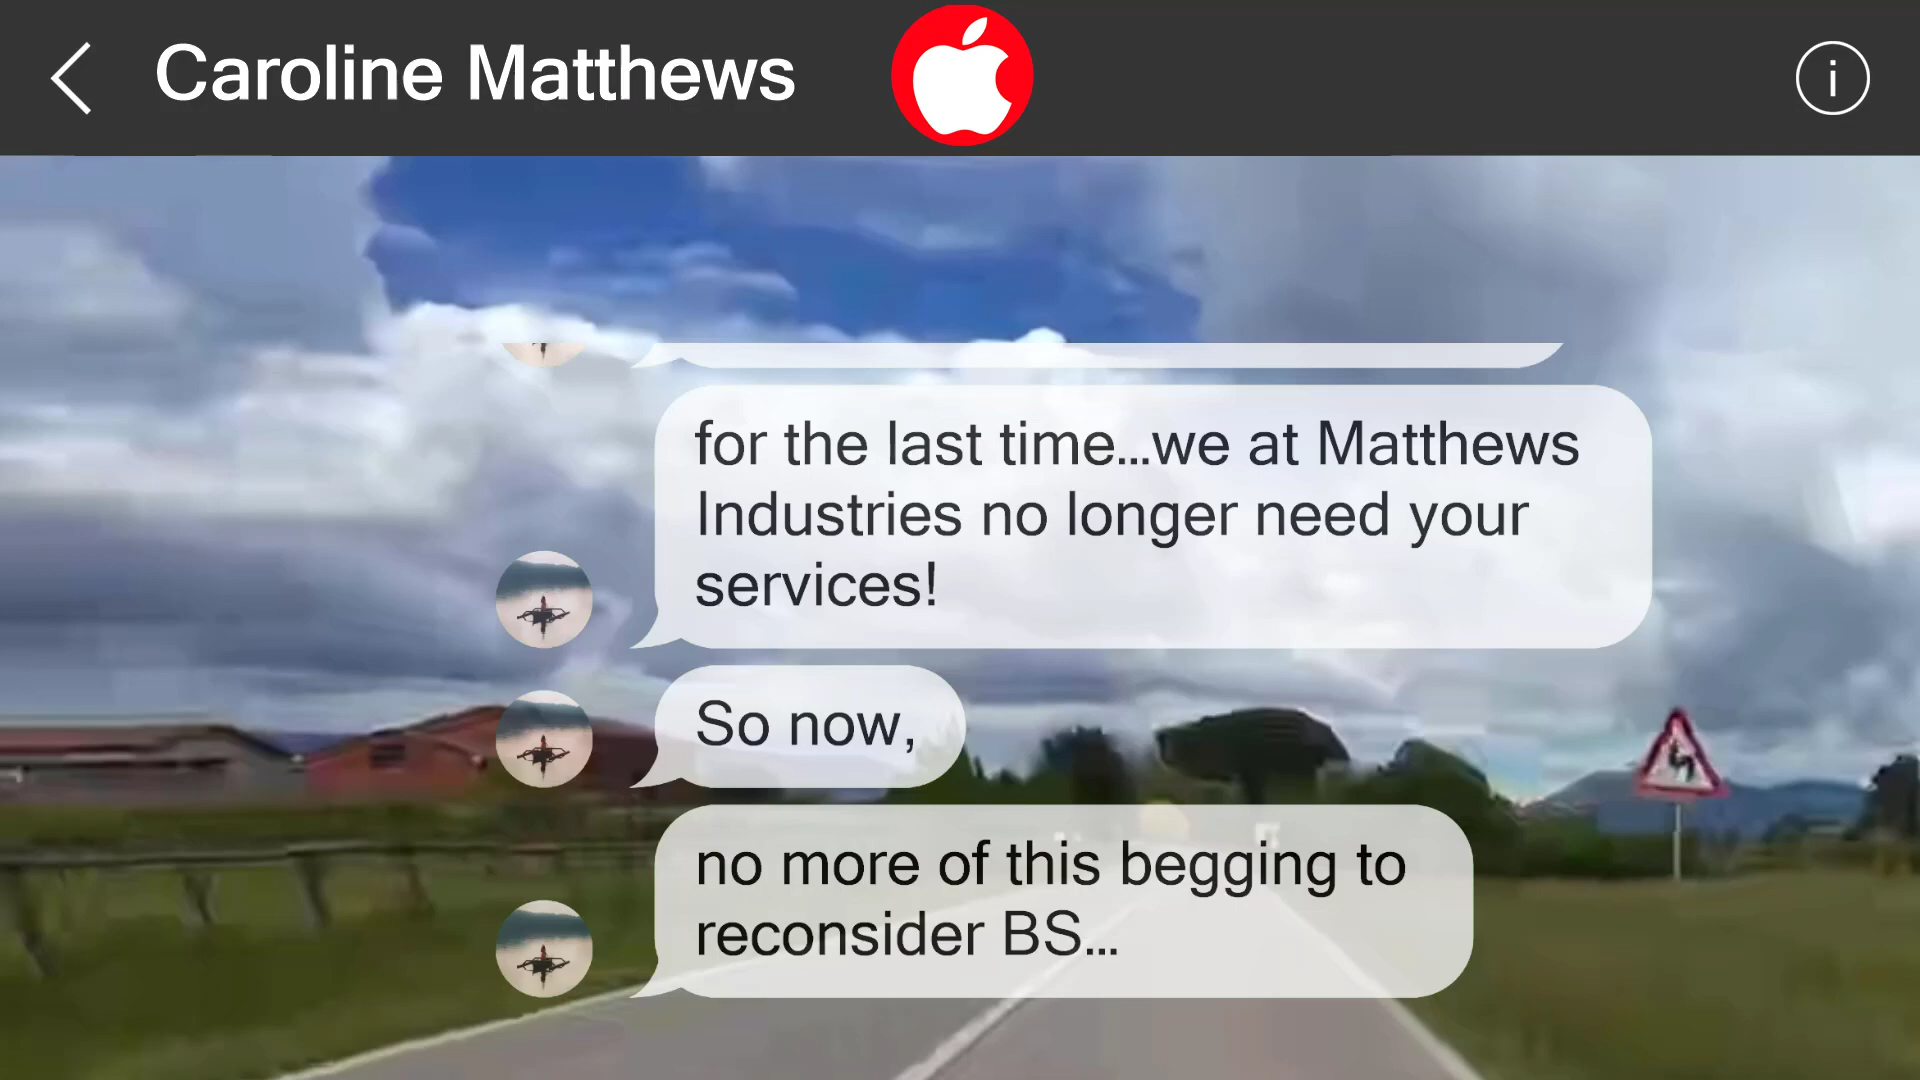 Caroline Matthews
i
for the last time...we at Matthews
Industries no longer need your
services!
So now,
no more of this begging to
reconsider BS...